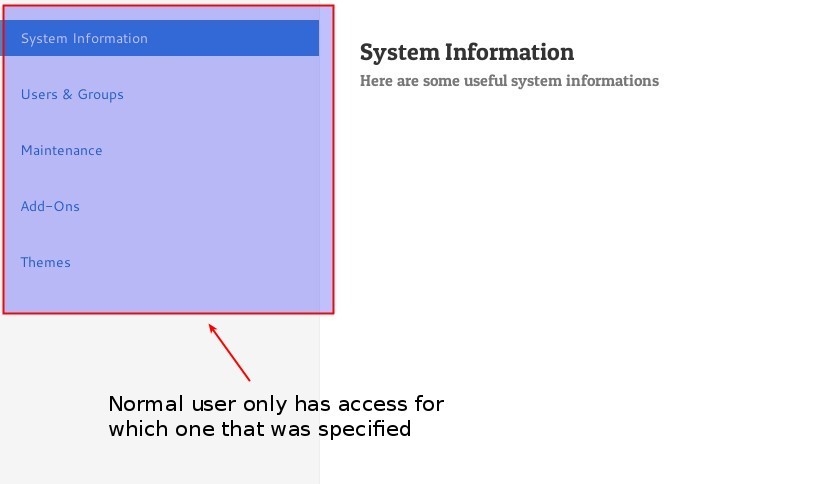 System Information
Users & Groups
Maintenance
Add-Ons
Themes
System Information
Here are some useful system informations
Normal user only has access for
which one that was specified